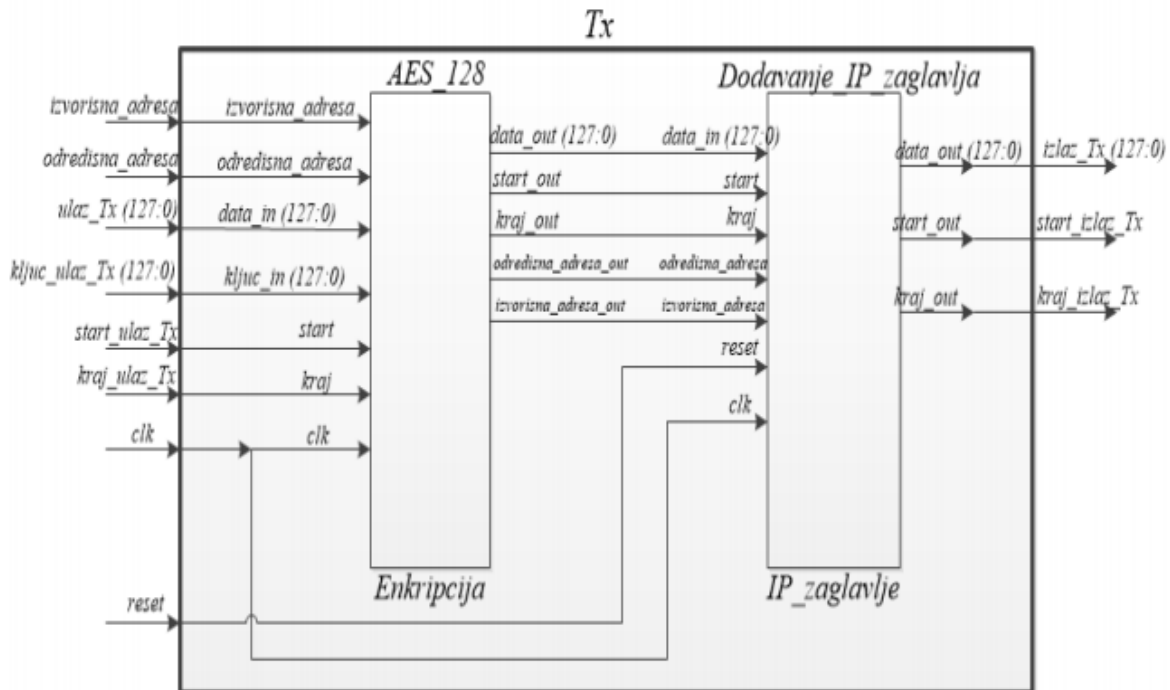 Tx
AES_128
Dodavanje_IP_zaglavlja
izvorisna_adresa
izvorisna_adresa
odredisna_adresa
odredisna_adresa
ulaz_Tx (127:0)
data_in (127:0)
kljuc_ulaz_Tx (127:0)
kljuc_in (127:0)
start_ulaz_Tx
start
kraj_ulaz_Tx
kraj
clk
clk
reset
data_out (127:0)
data_in (127:0)
start_out
start
kraj_out
kraj
odredisna_adresa_out
odredisna_adresa
izvorisna_adresa_out
izvorisna_adresa
reset
clk
data_out (127:0)
izlaz_Tx (127:0)
start_out
start_izlaz_Tx
kraj_out
kraj_izlaz_Tx
Enkripcija
IP_zaglavlje